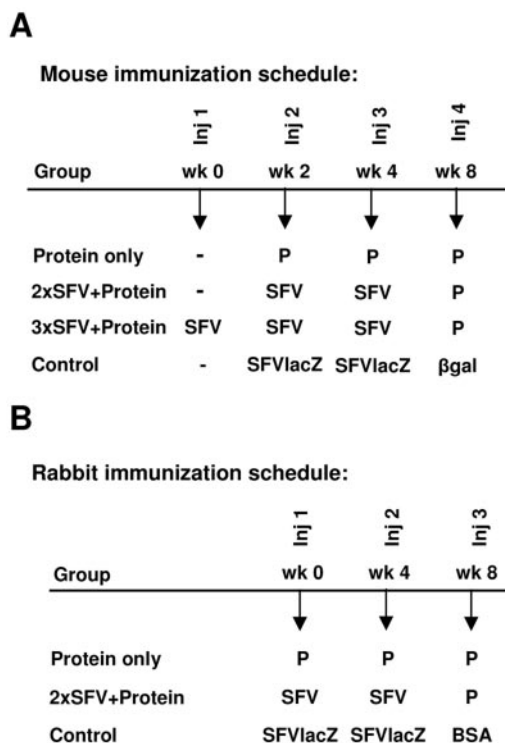 A
Mouse immunization schedule:
Inj 1 Inj 2 Inj 3 Inj 4
Group wk 0 wk 2 wk 4 wk 8
Protein only - P P P
2xSFV+Protein - SFV SFV P
3xSFV+Protein SFV SFV SFV P
Control - SFVlacZ SFVlacZ βgal
B
Rabbit immunization schedule:
Inj 1 Inj 2 Inj 3
Group wk 0 wk 4 wk 8
Protein only P P P
2xSFV+Protein SFV SFV P
Control SFVlacZ SFVlacZ BSA